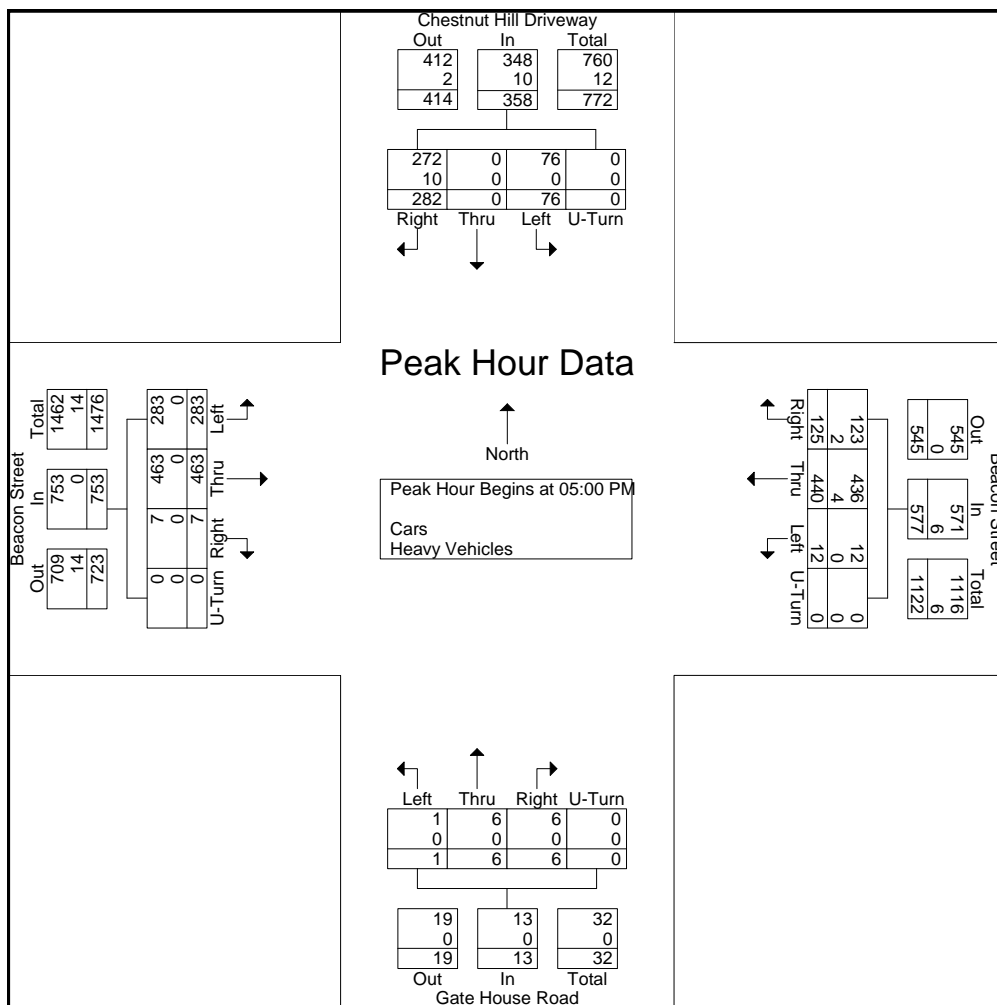 Chestnut Hill Driveway
Out In Total
412 348 760
2 10 12
414 358 772
272 0 76 0
10 0 0 0
282 0 76 0
Right Thru Left U-Turn
Peak Hour Data
North
Peak Hour Begins at 05:00 PM
Cars
Heavy Vehicles
Beacon Street
Out In Total
709 753 1462
14 0 14
723 753 1476
0 7 463 283
0 0 0 0
0 7 463 283
U-Turn Right Thru Left
Beacon Street
Out In Total
545 571 1116
0 6 6
545 577 1122
123 436 12 0
2 4 0 0
125 440 12 0
Right Thru Left U-Turn
Left Thru Right U-Turn
1 6 6 0
0 0 0 0
1 6 6 0
19 13 32
0 0 0
19 13 32
Out In Total
Gate House Road